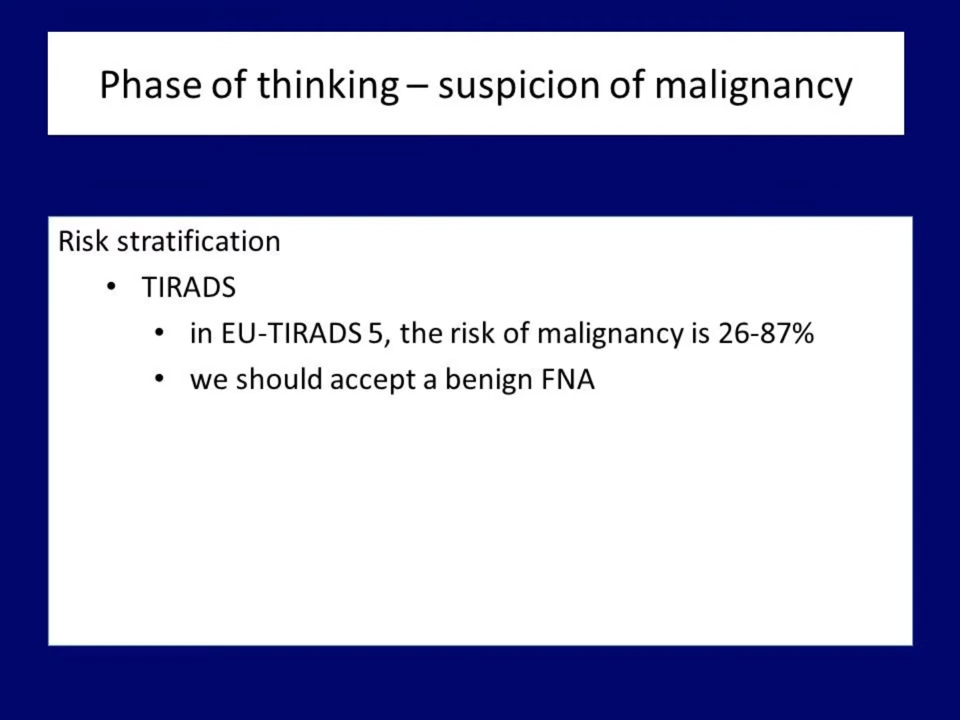 Phase of thinking – suspicion of malignancy
Risk stratification
• TIRADS
• in EU-TIRADS 5, the risk of malignancy is 26-87%
• we should accept a benign FNA